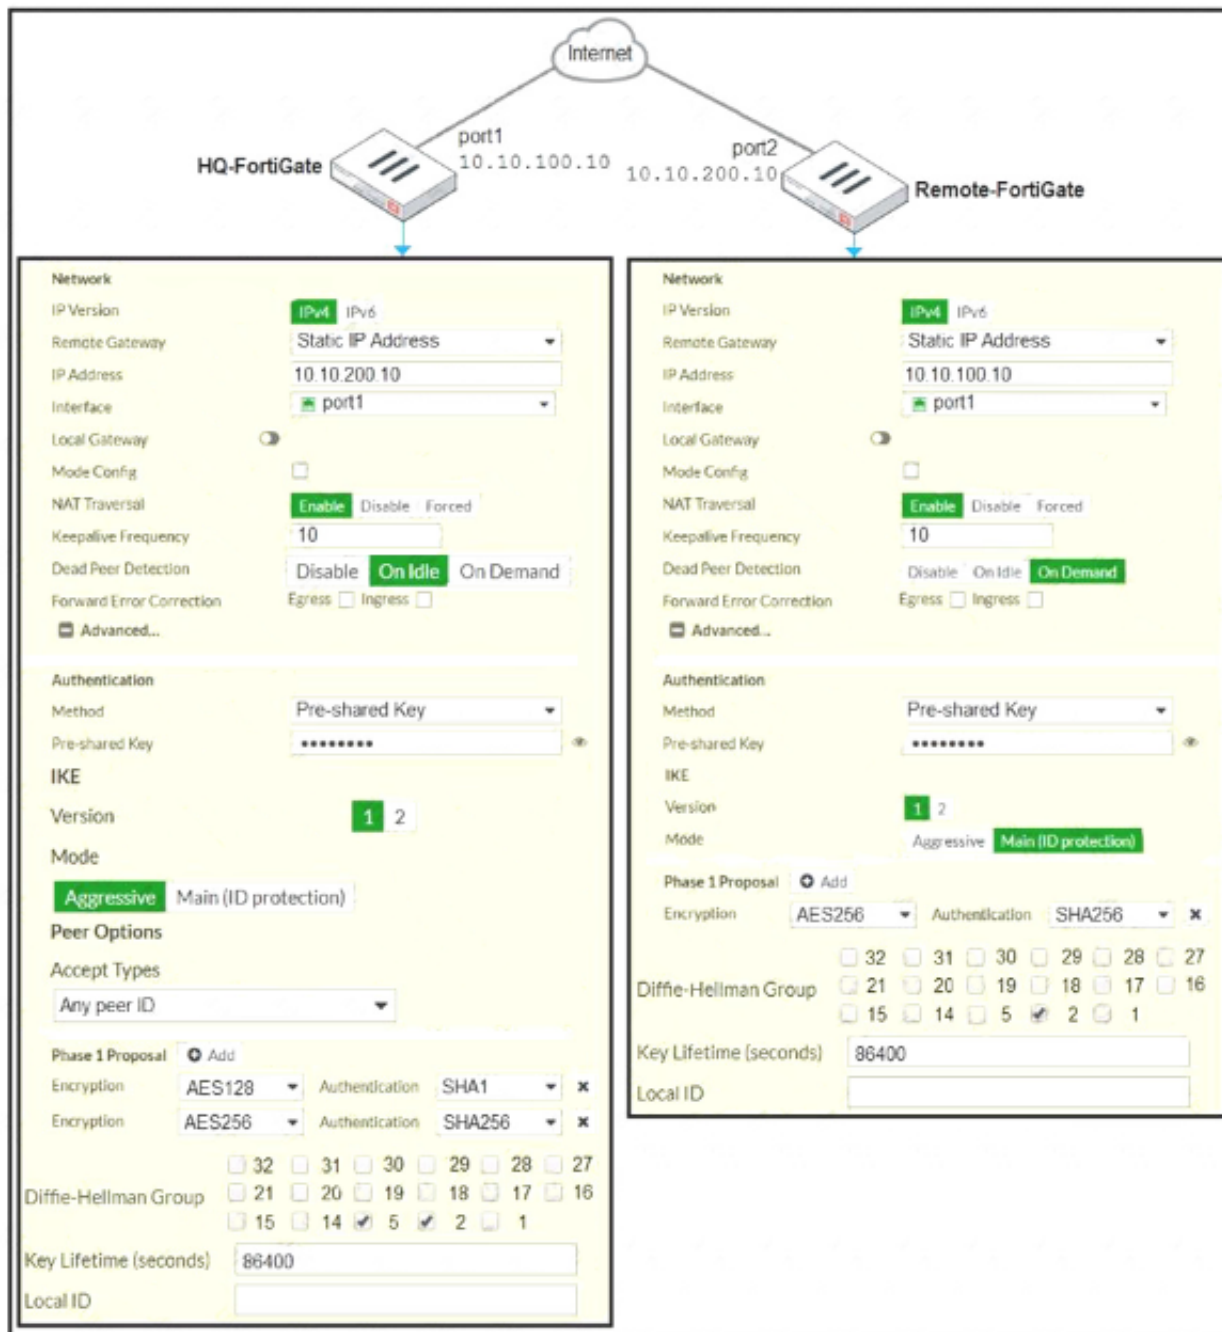 Internet
port1
10.10.100.10
HQ-FortiGate
port2
10.10.200.10
Remote-FortiGate
Network
IP Version IPv4 IPv6
Remote Gateway Static IP Address
IP Address 10.10.200.10
Interface port1
Local Gateway
Mode Config
NAT Traversal Enable Disable Forced
Keepalive Frequency 10
Dead Peer Detection Disable On Idle On Demand
Forward Error Correction Egress Ingress
Advanced...
Authentication
Method Pre-shared Key
Pre-shared Key ••••••••
IKE
Version 1 2
Mode
Aggressive Main (ID protection)
Peer Options
Accept Types
Any peer ID
Phase 1 Proposal Add
Encryption AES128 Authentication SHA1
Encryption AES256 Authentication SHA256
32 31 30 29 28 27
Diffie-Hellman Group 21 20 19 18 17 16
15 14 5 2 1
Key Lifetime (seconds) 86400
Local ID
Network
IP Version IPv4 IPv6
Remote Gateway Static IP Address
IP Address 10.10.100.10
Interface port1
Local Gateway
Mode Config
NAT Traversal Enable Disable Forced
Keepalive Frequency 10
Dead Peer Detection Disable On Idle On Demand
Forward Error Correction Egress Ingress
Advanced...
Authentication
Method Pre-shared Key
Pre-shared Key ••••••••
IKE
Version 1 2
Mode Aggressive Main (ID protection)
Phase 1 Proposal Add
Encryption AES256 Authentication SHA256
32 31 30 29 28 27
Diffie-Hellman Group 21 20 19 18 17 16
15 14 5 2 1
Key Lifetime (seconds) 86400
Local ID